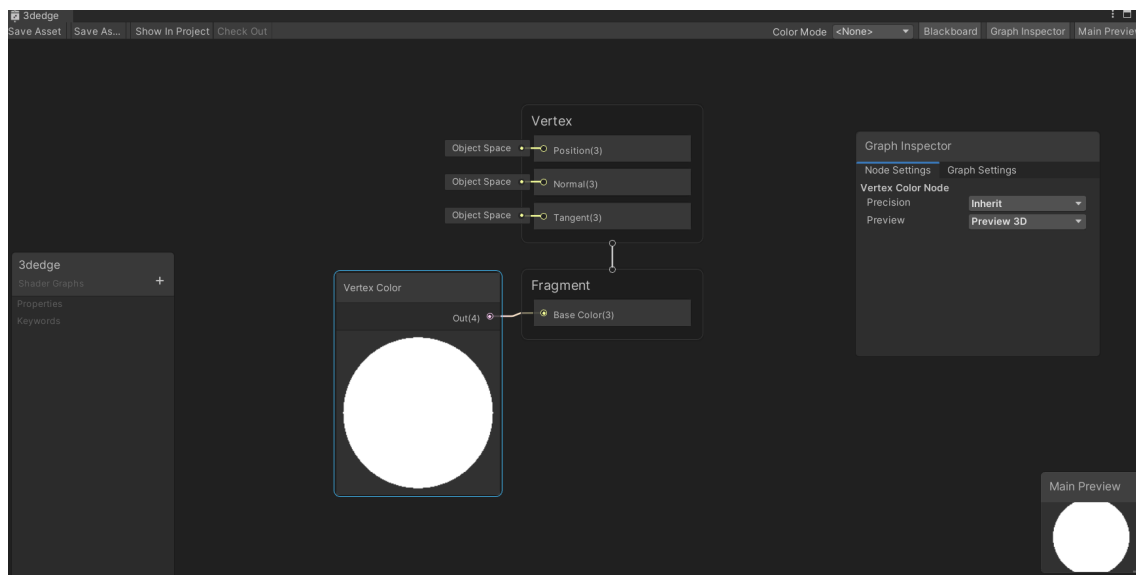 3dedge
Save Asset Save As... Show In Project Check Out Color Mode <None> Blackboard Graph Inspector Main Preview
Vertex
Object Space Position(3)
Object Space Normal(3)
Object Space Tangent(3)
Graph Inspector
Node Settings Graph Settings
Vertex Color Node
Precision Inherit
Preview Preview 3D
3dedge
Shader Graphs +
Properties
Keywords
Vertex Color
Out(4)
Fragment
Base Color(3)
Main Preview